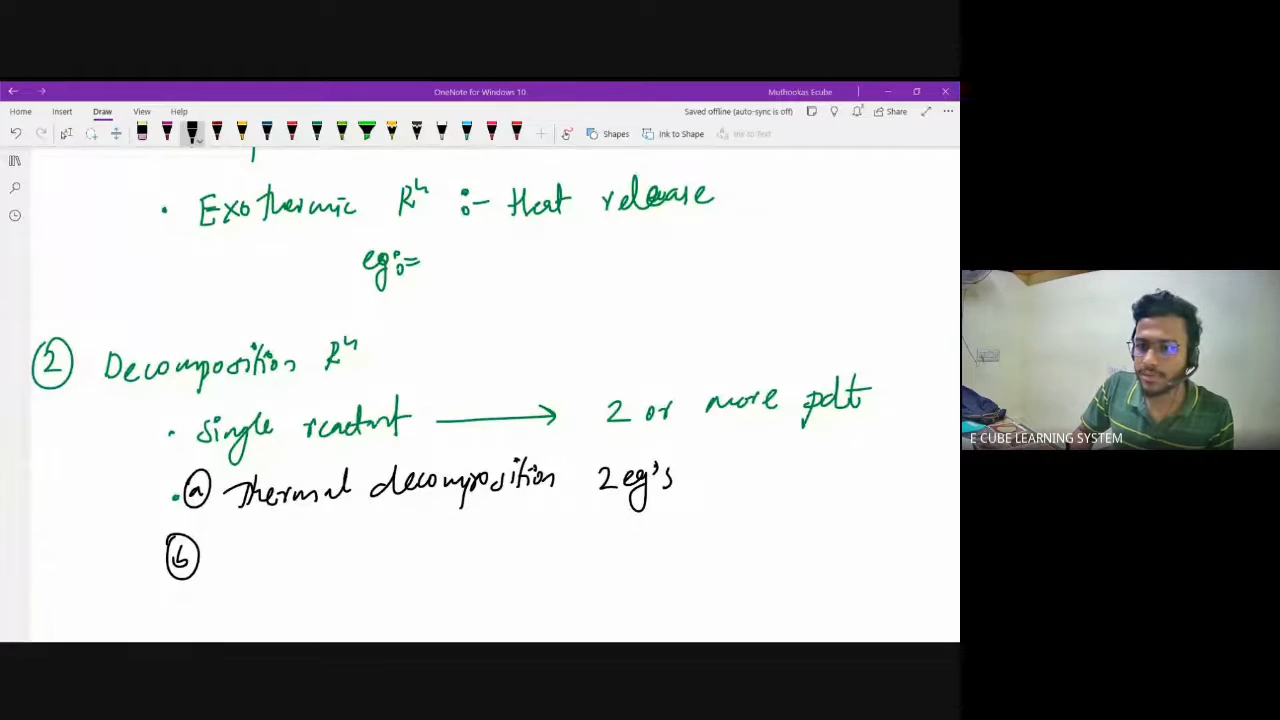 OneNote for Windows 10
Muthookas Ecube
Home Insert Draw View Help
Saved offline (auto-sync is off)
Share
Shapes
Ink to Shape
Ink to Text
• Exothermic Rⁿ :- Heat release
eg:=
② Decomposition Rⁿ
• Single reactant ⟶ 2 or more pdt
• ⓐ Thermal decomposition 2eg's
ⓑ
E CUBE LEARNING SYSTEM